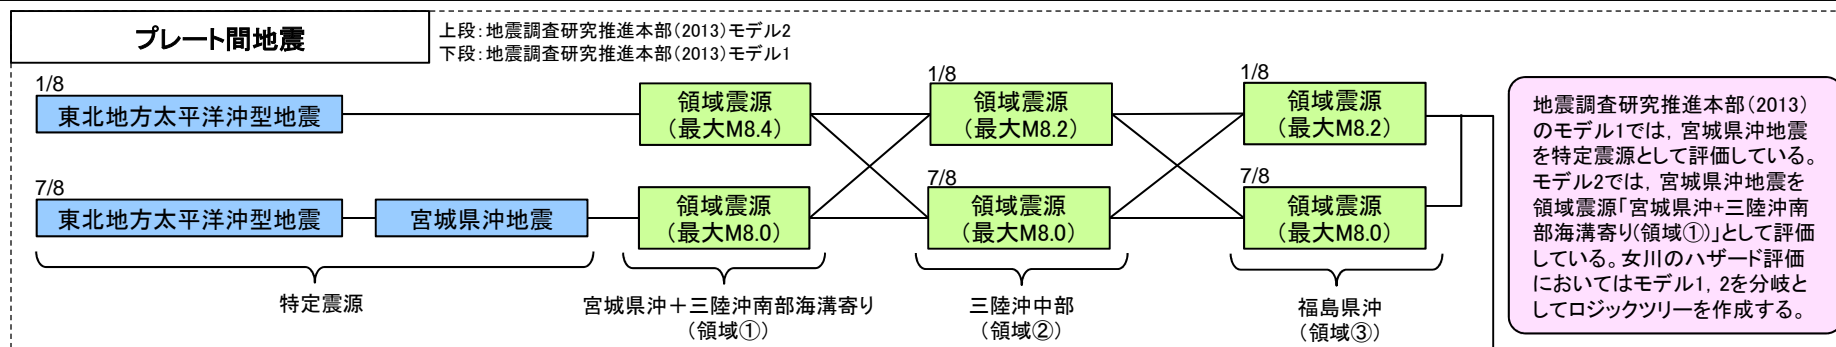 プレート間地震
上段：地震調査研究推進本部（2013）モデル2
下段：地震調査研究推進本部（2013）モデル1
1/8
東北地方太平洋沖型地震
領域震源
（最大M8.4）
1/8
領域震源
（最大M8.2）
1/8
領域震源
（最大M8.2）
7/8
東北地方太平洋沖型地震
宮城県沖地震
領域震源
（最大M8.0）
7/8
領域震源
（最大M8.0）
7/8
領域震源
（最大M8.0）
特定震源
宮城県沖＋三陸沖南部海溝寄り
（領域①）
三陸沖中部
（領域②）
福島県沖
（領域③）
地震調査研究推進本部（2013）
のモデル1では，宮城県沖地震
を特定震源として評価している。
モデル2では，宮城県沖地震を
領域震源「宮城県沖+三陸沖南
部海溝寄り(領域①)」として評価
している。女川のハザード評価
においてはモデル1，2を分岐と
してロジックツリーを作成する。